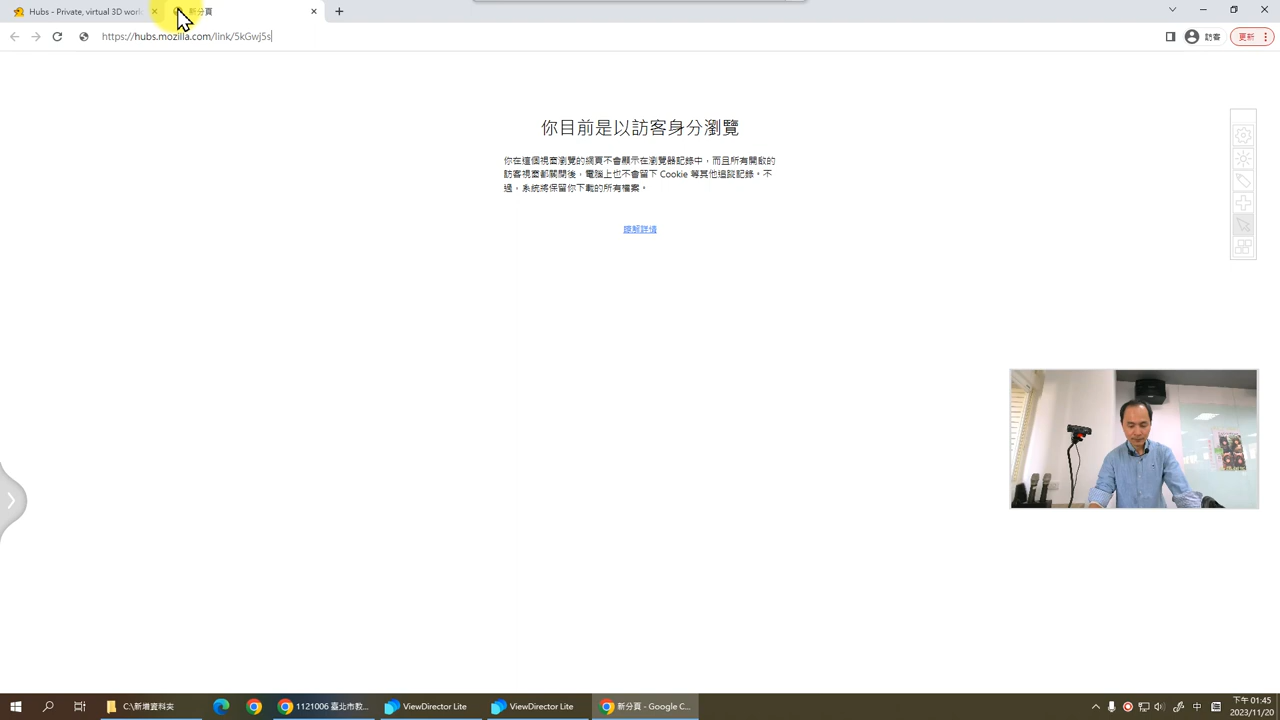 Hubs - Private, virtual 3D work
新分頁
https://hubs.mozilla.com/link/5kGwj5s
訪客
更新
你目前是以訪客身分瀏覽
你在這個視窗瀏覽的網頁不會顯示在瀏覽器記錄中，而且所有開啟的
訪客視窗都關閉後，電腦上也不會留下 Cookie 等其他追蹤記錄。不
過，系統將保留你下載的所有檔案。
瞭解詳情
C:\新增資料夾
1121006 臺北市教...
ViewDirector Lite
ViewDirector Lite
新分頁 - Google C...
中
下午 01:45
2023/11/20